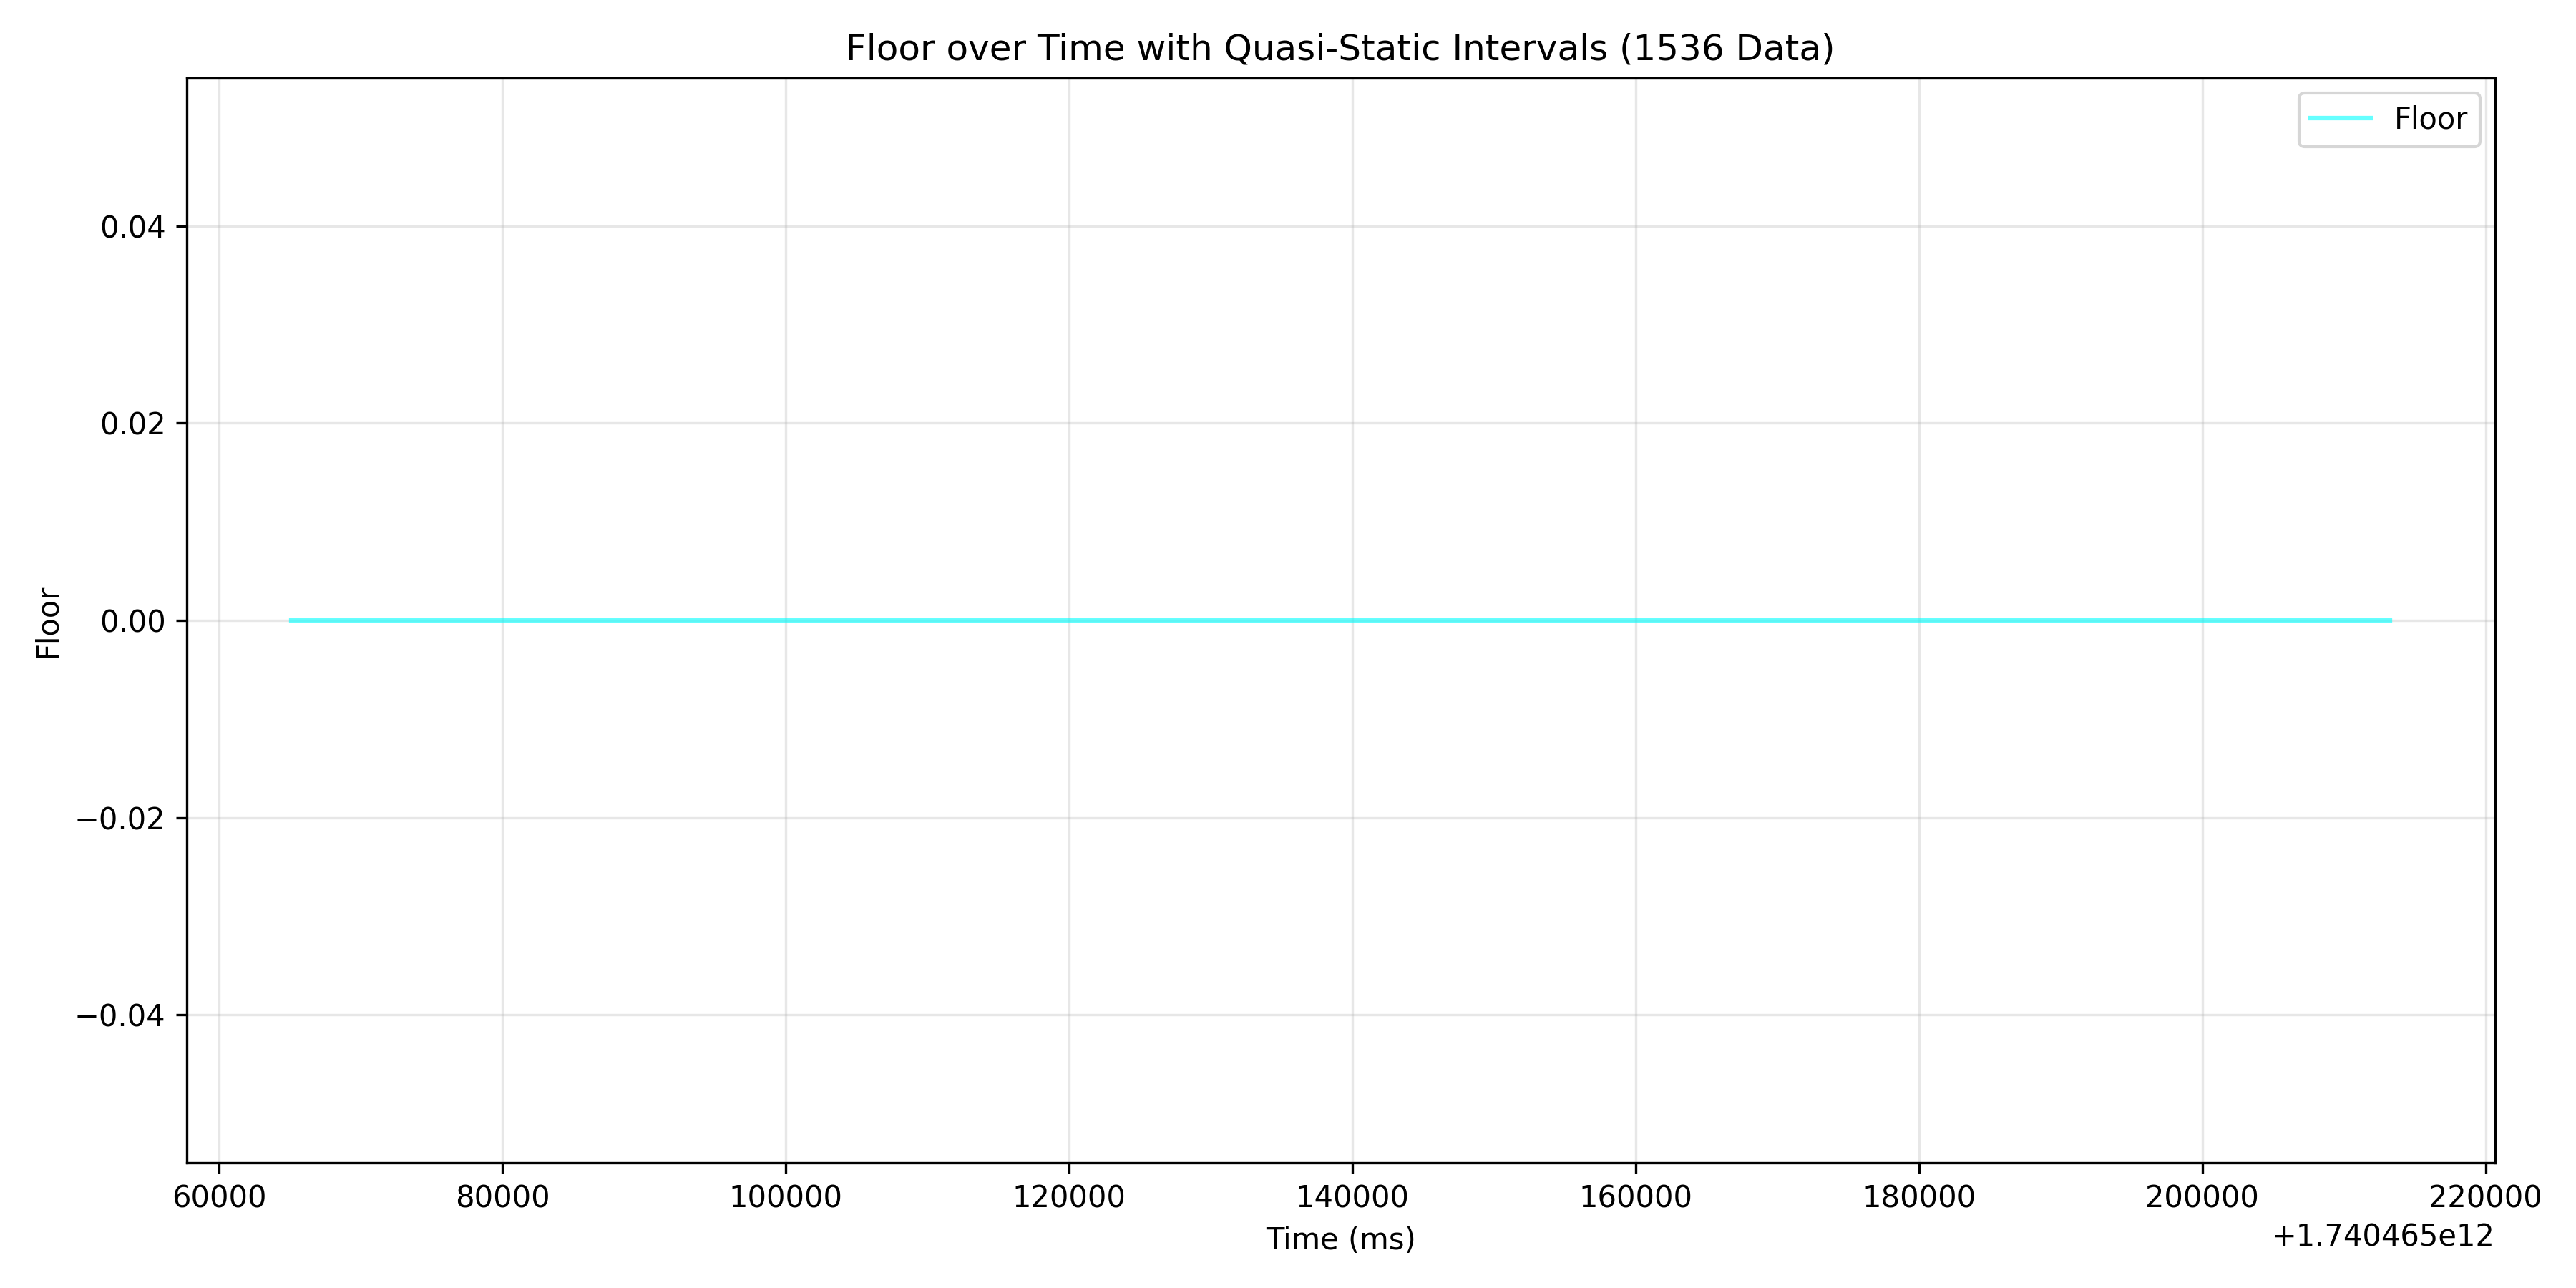 Floor over Time with Quasi-Static Intervals (1536 Data)
Floor
0.04
0.02
0.00
−0.02
−0.04
Floor
60000 80000 100000 120000 140000 160000 180000 200000 220000
Time (ms)
+1.740465e12